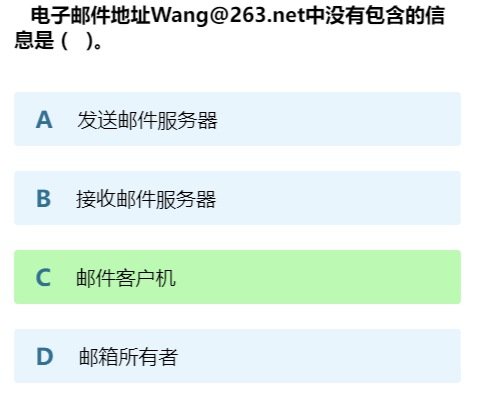 电子邮件地址Wang@263.net中没有包含的信
息是 (   )。
A 发送邮件服务器
B 接收邮件服务器
C 邮件客户机
D 邮箱所有者